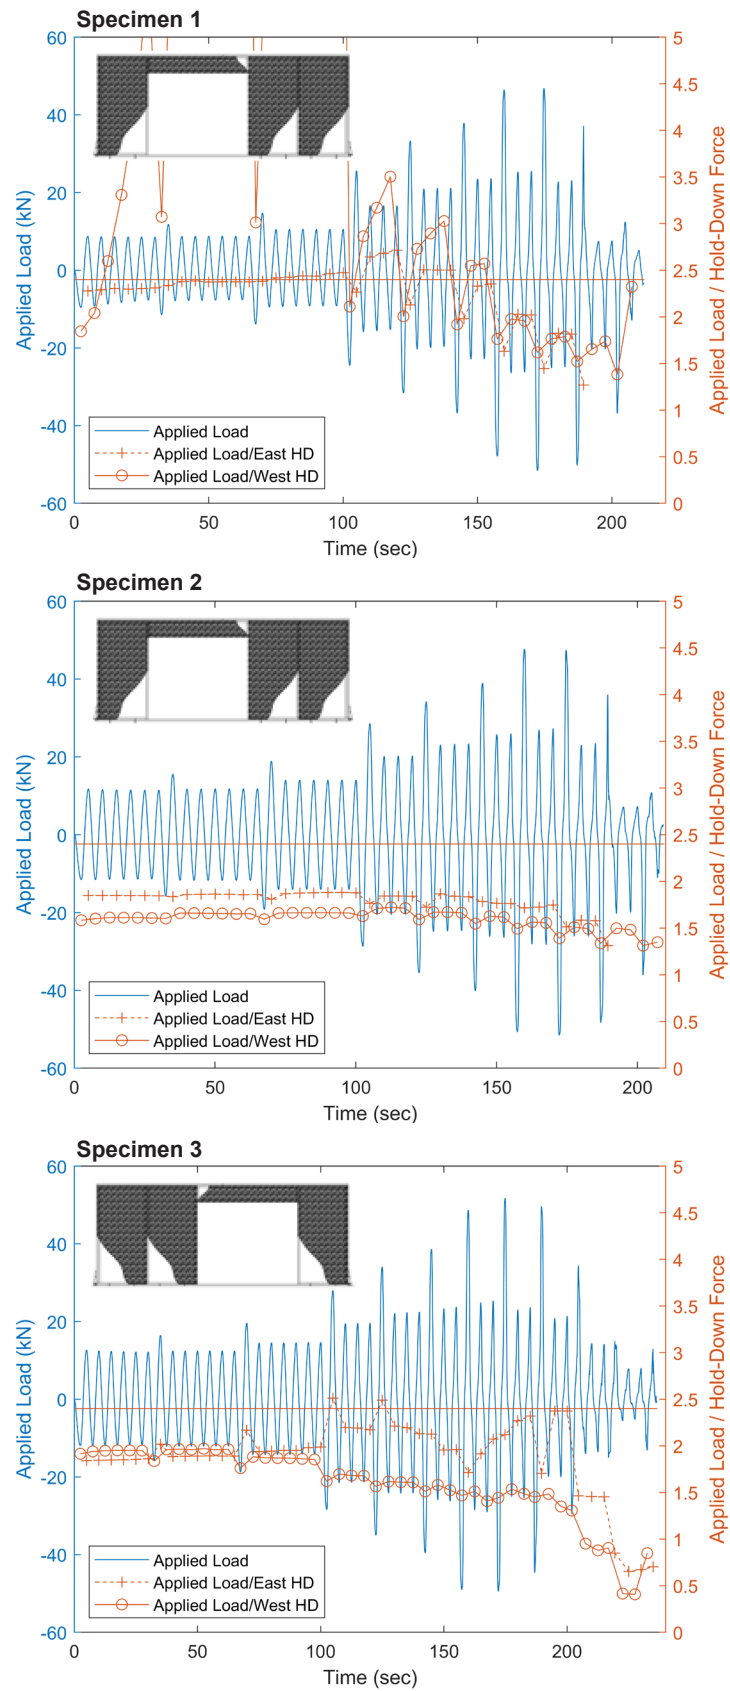 Specimen 1
60
40
20
0
-20
-40
-60
Applied Load (kN)
5
4.5
4
3.5
3
2.5
2
1.5
1
0.5
0
Applied Load / Hold-Down Force
Applied Load
Applied Load/East HD
Applied Load/West HD
0 50 100 150 200
Time (sec)
Specimen 2
60
40
20
0
-20
-40
-60
Applied Load (kN)
5
4.5
4
3.5
3
2.5
2
1.5
1
0.5
0
Applied Load / Hold-Down Force
Applied Load
Applied Load/East HD
Applied Load/West HD
0 50 100 150 200
Time (sec)
Specimen 3
60
40
20
0
-20
-40
-60
Applied Load (kN)
5
4.5
4
3.5
3
2.5
2
1.5
1
0.5
0
Applied Load / Hold-Down Force
Applied Load
Applied Load/East HD
Applied Load/West HD
0 50 100 150 200
Time (sec)